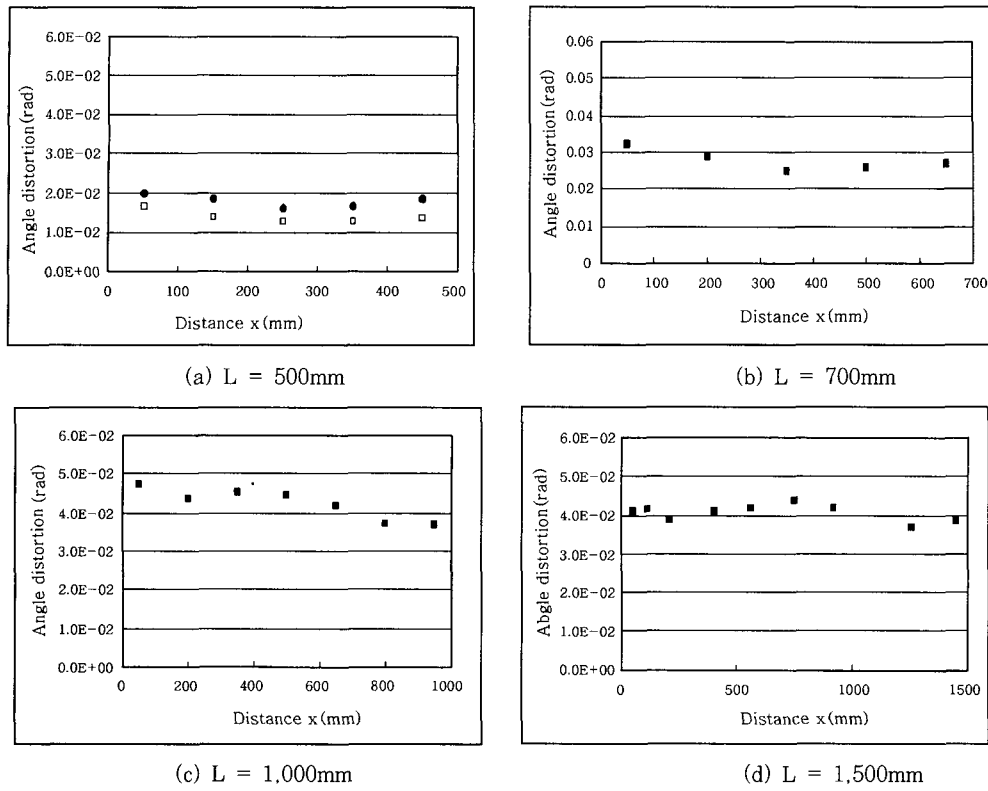 6.0E-02
5.0E-02
4.0E-02
3.0E-02
2.0E-02
1.0E-02
0.0E+00
Angle distortion(rad)
0 100 200 300 400 500
Distance x(mm)
(a) L = 500mm
0.06
0.05
0.04
0.03
0.02
0.01
0
Angle distortion(rad)
0 100 200 300 400 500 600 700
Distance x(mm)
(b) L = 700mm
6.0E-02
5.0E-02
4.0E-02
3.0E-02
2.0E-02
1.0E-02
0.0E+00
Angle distortion(rad)
0 200 400 600 800 1000
Distance x(mm)
(c) L = 1,000mm
6.0E-02
5.0E-02
4.0E-02
3.0E-02
2.0E-02
1.0E-02
0.0E+00
Abgle distortion(rad)
0 500 1000 1500
Distance x(mm)
(d) L = 1,500mm